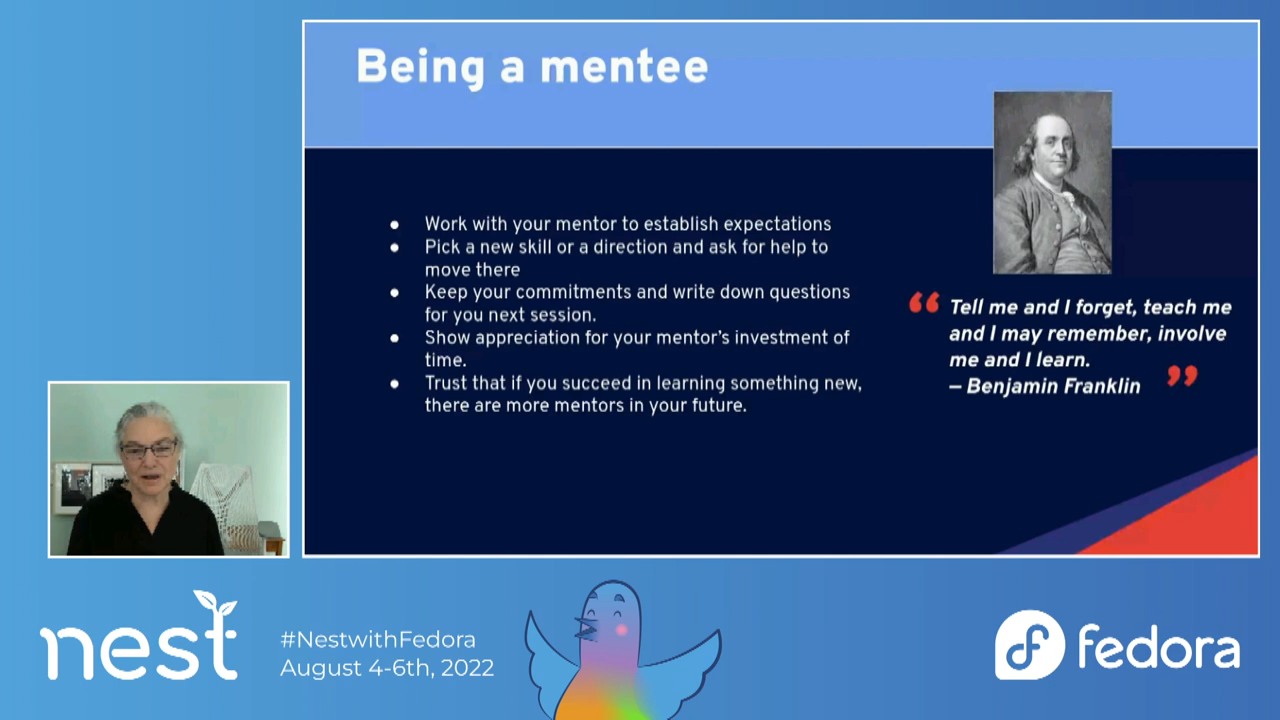 Being a mentee
● Work with your mentor to establish expectations
● Pick a new skill or a direction and ask for help to
move there
● Keep your commitments and write down questions
for you next session.
● Show appreciation for your mentor's investment of
time.
● Trust that if you succeed in learning something new,
there are more mentors in your future.
“ Tell me and I forget, teach me
and I may remember, involve
me and I learn.
– Benjamin Franklin ”
nest
#NestwithFedora
August 4-6th, 2022
fedora